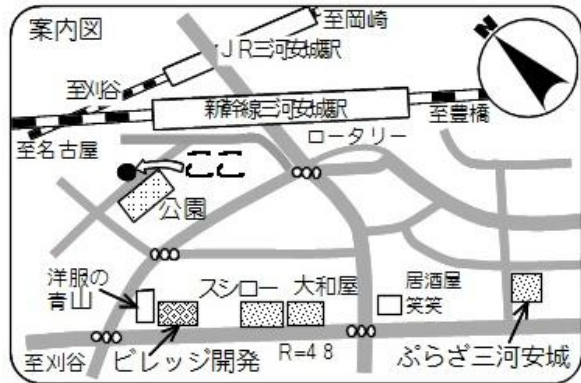 案内図
至岡崎
N
JR三河安城駅
至刈谷
新幹線三河安城駅
至名古屋
ロータリー
至豊橋
ココ
公園
洋服の
青山
スシロー
大和屋
居酒屋
笑笑
至刈谷
ビレッジ開発
R=48
ぷらざ三河安城